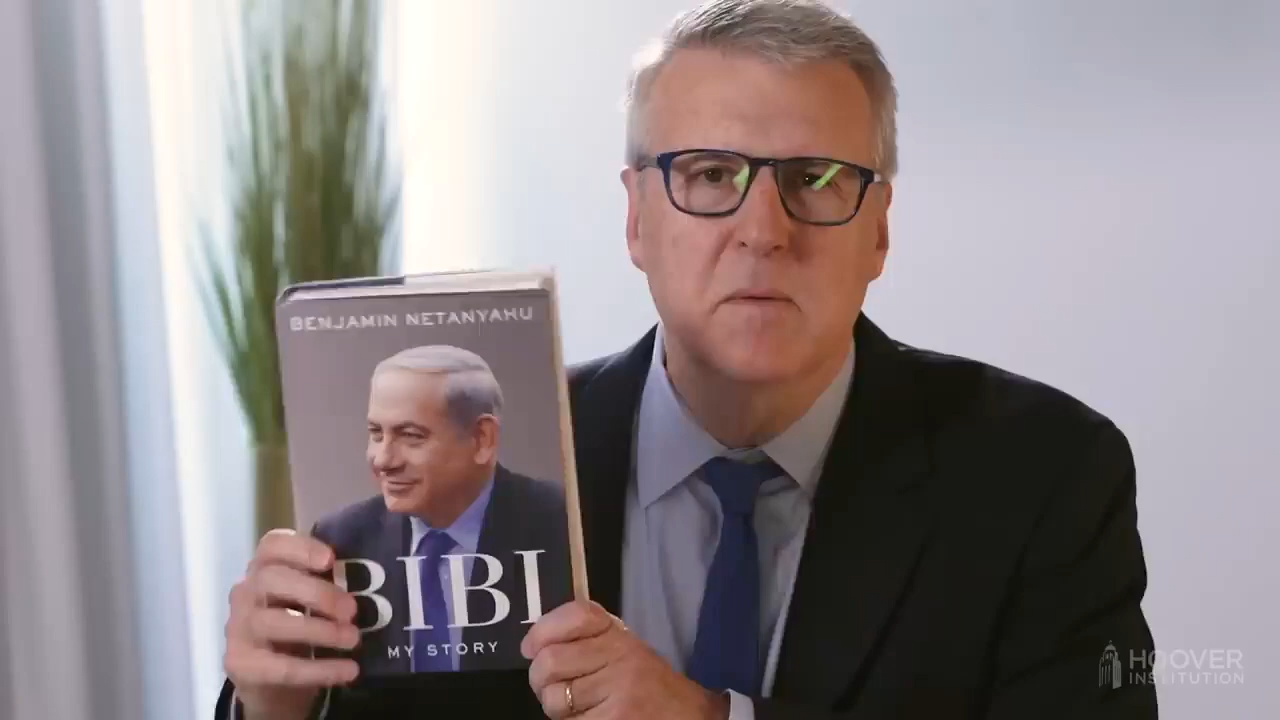 BENJAMIN NETANYAHU
BIBI
MY STORY
HOOVER
INSTITUTION